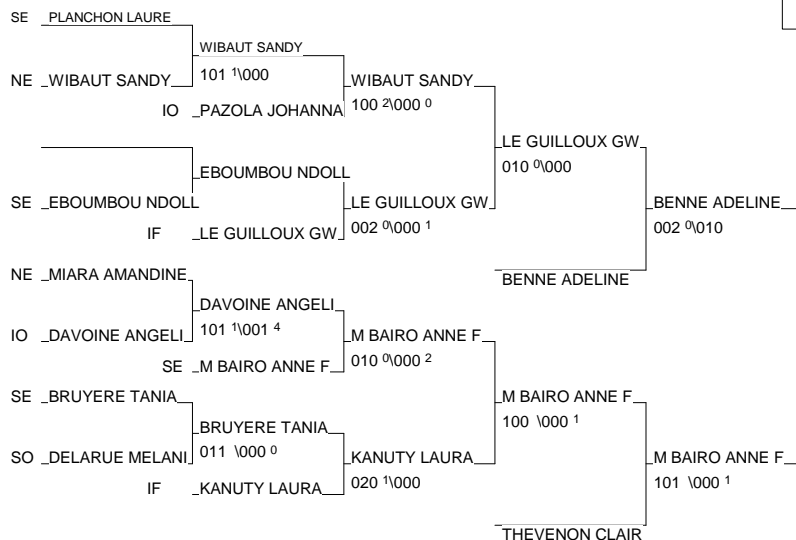 SE PLANCHON LAURE
WIBAUT SANDY
NE WIBAUT SANDY 101 1\000 WIBAUT SANDY
IO PAZOLA JOHANNA 100 2\000 0
LE GUILLOUX GW
010 0\000
EBOUMBOU NDOLL
SE EBOUMBOU NDOLL LE GUILLOUX GW BENNE ADELINE
IF LE GUILLOUX GW 002 0\000 1 002 0\010
NE MIARA AMANDINE BENNE ADELINE
DAVOINE ANGELI
IO DAVOINE ANGELI 101 1\001 4 M BAIRO ANNE F
SE M BAIRO ANNE F 010 0\000 2
SE BRUYERE TANIA M BAIRO ANNE F
BRUYERE TANIA 100 \000 1
SO DELARUE MELANI 011 \000 0 KANUTY LAURA M BAIRO ANNE F
IF KANUTY LAURA 020 1\000 101 \000 1
THEVENON CLAIR